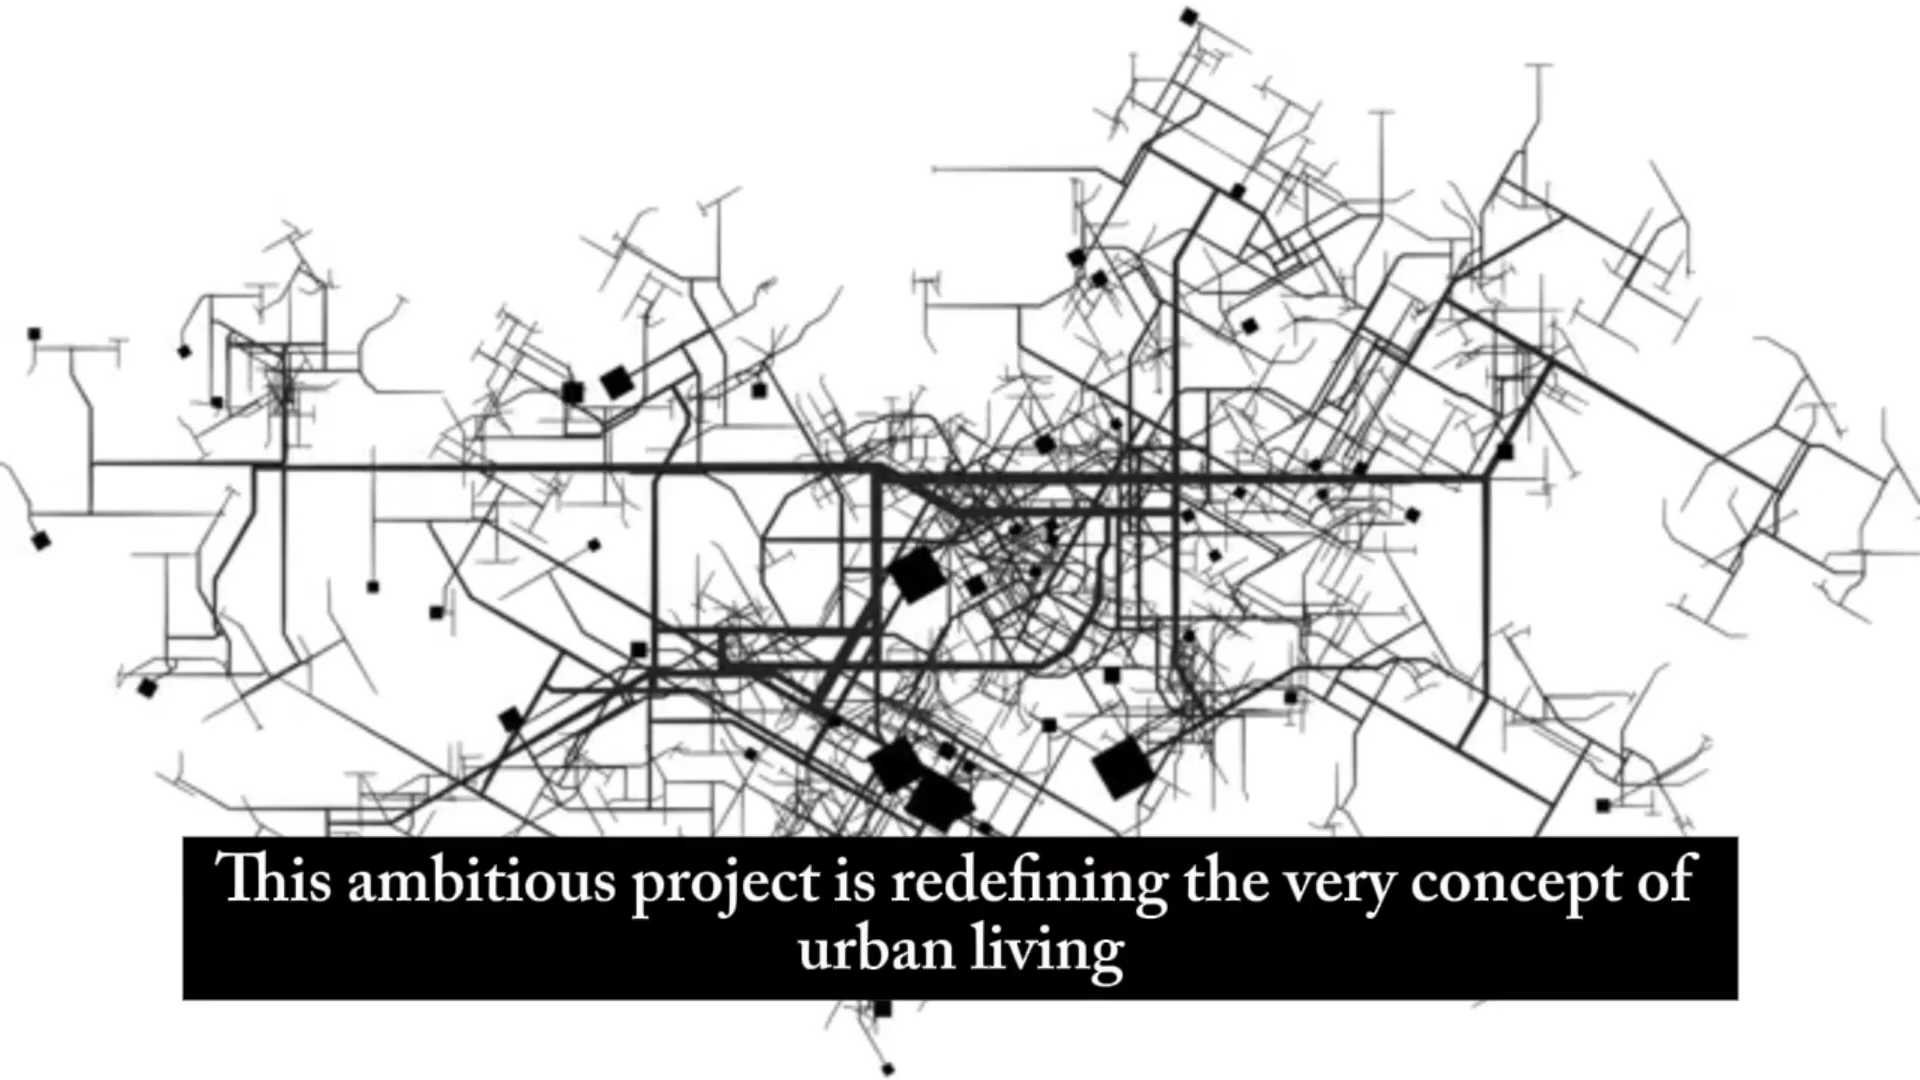 This ambitious project is redefining the very concept of
urban living